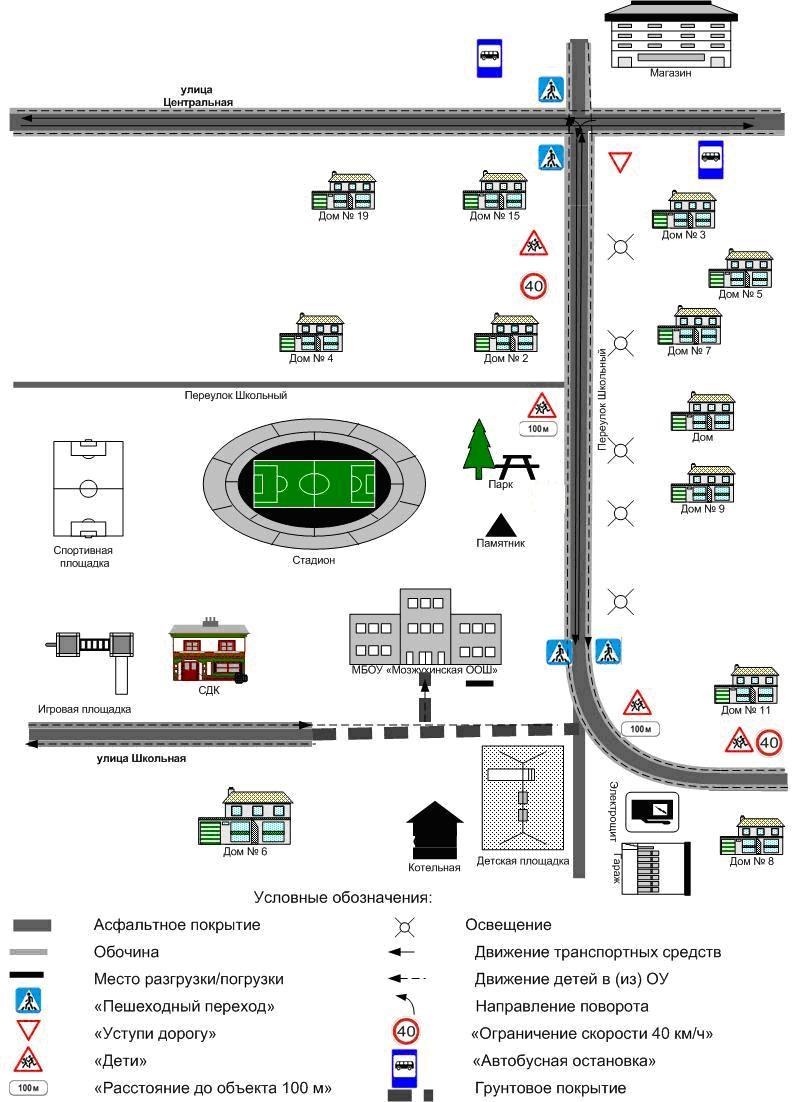 Магазин
улица
Центральная
Дом № 19
Дом № 15
Дом № 3
40
Дом № 5
Дом № 4
Дом № 2
Дом № 7
Переулок Школьный
Переулок Школьный
100 м
Дом
Парк
Дом № 9
Памятник
Спортивная
площадка
Стадион
МБОУ «Мозжухинская ООШ»
СДК
Игровая площадка
Дом № 11
100 м
40
улица Школьная
Электрощит
Гараж
Дом № 6
Котельная
Детская площадка
Дом № 8
Условные обозначения:
Асфальтное покрытие
Освещение
Обочина
Движение транспортных средств
Место разгрузки/погрузки
Движение детей в (из) ОУ
«Пешеходный переход»
Направление поворота
«Уступи дорогу»
40
«Ограничение скорости 40 км/ч»
«Дети»
«Автобусная остановка»
100 м
«Расстояние до объекта 100 м»
Грунтовое покрытие